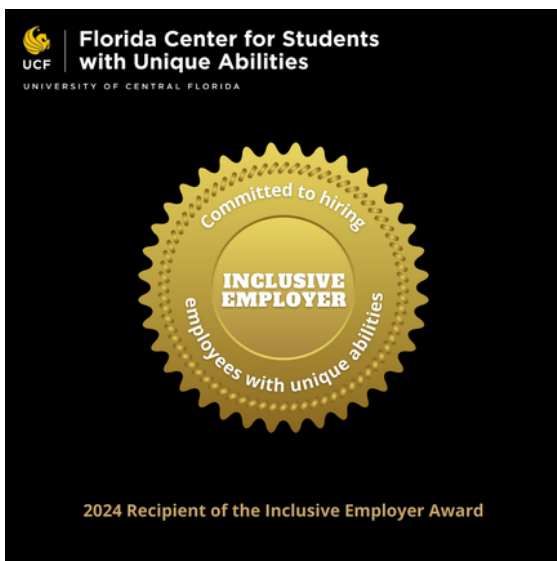 UCF
Florida Center for Students
with Unique Abilities
UNIVERSITY OF CENTRAL FLORIDA
Committed to hiring
INCLUSIVE
EMPLOYER
employees with unique abilities
2024 Recipient of the Inclusive Employer Award